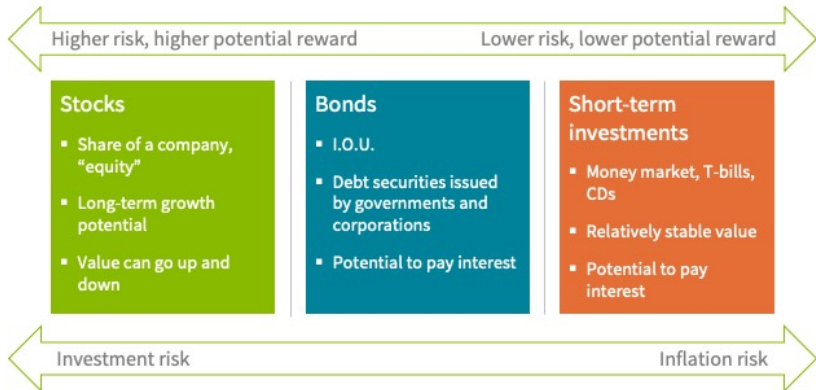 Higher risk, higher potential reward
Lower risk, lower potential reward
Stocks
▪ Share of a company,
“equity”
▪ Long-term growth
potential
▪ Value can go up and
down
Bonds
▪ I.O.U.
▪ Debt securities issued
by governments and
corporations
▪ Potential to pay interest
Short-term
investments
▪ Money market, T-bills,
CDs
▪ Relatively stable value
▪ Potential to pay
interest
Investment risk
Inflation risk